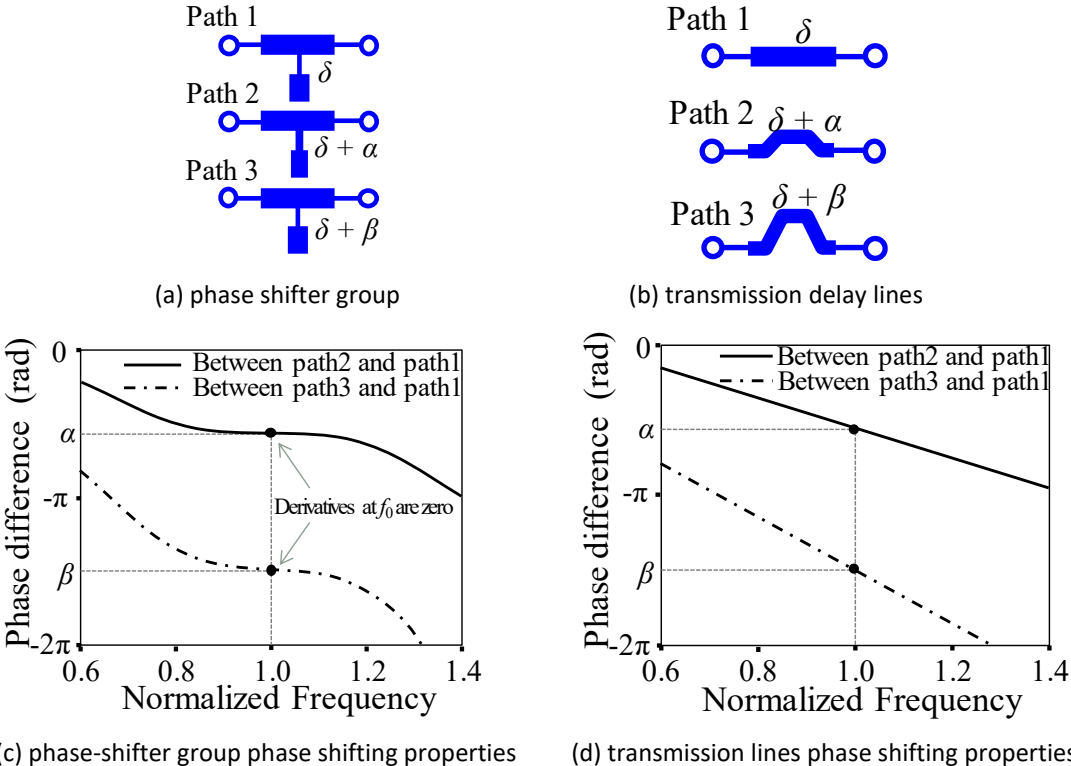 Path 1
δ
Path 2
δ + α
Path 3
δ + β
(a) phase shifter group
Path 1
δ
Path 2
δ + α
Path 3
δ + β
(b) transmission delay lines
Phase difference (rad)
0
α
-π
β
-2π
Between path2 and path1
Between path3 and path1
Derivatives at f0 are zero
0.6
0.8
1.0
1.2
1.4
Normalized Frequency
(c) phase-shifter group phase shifting properties
Phase difference (rad)
0
α
-π
β
-2π
Between path2 and path1
Between path3 and path1
0.6
0.8
1.0
1.2
1.4
Normalized Frequency
(d) transmission lines phase shifting properties